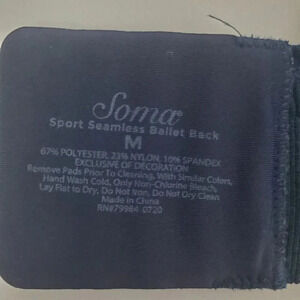 Soma
Sport Seamless Ballet Back
M
67% POLYESTER, 23% NYLON, 10% SPANDEX
EXCLUSIVE OF DECORATION
Remove Pads Prior To Cleaning, With Similar Colors,
Hand Wash Cold, Only Non-Chlorine Bleach,
Lay Flat to Dry, Do Not Iron, Do Not Dry Clean
Made in China
RN#79984 0720